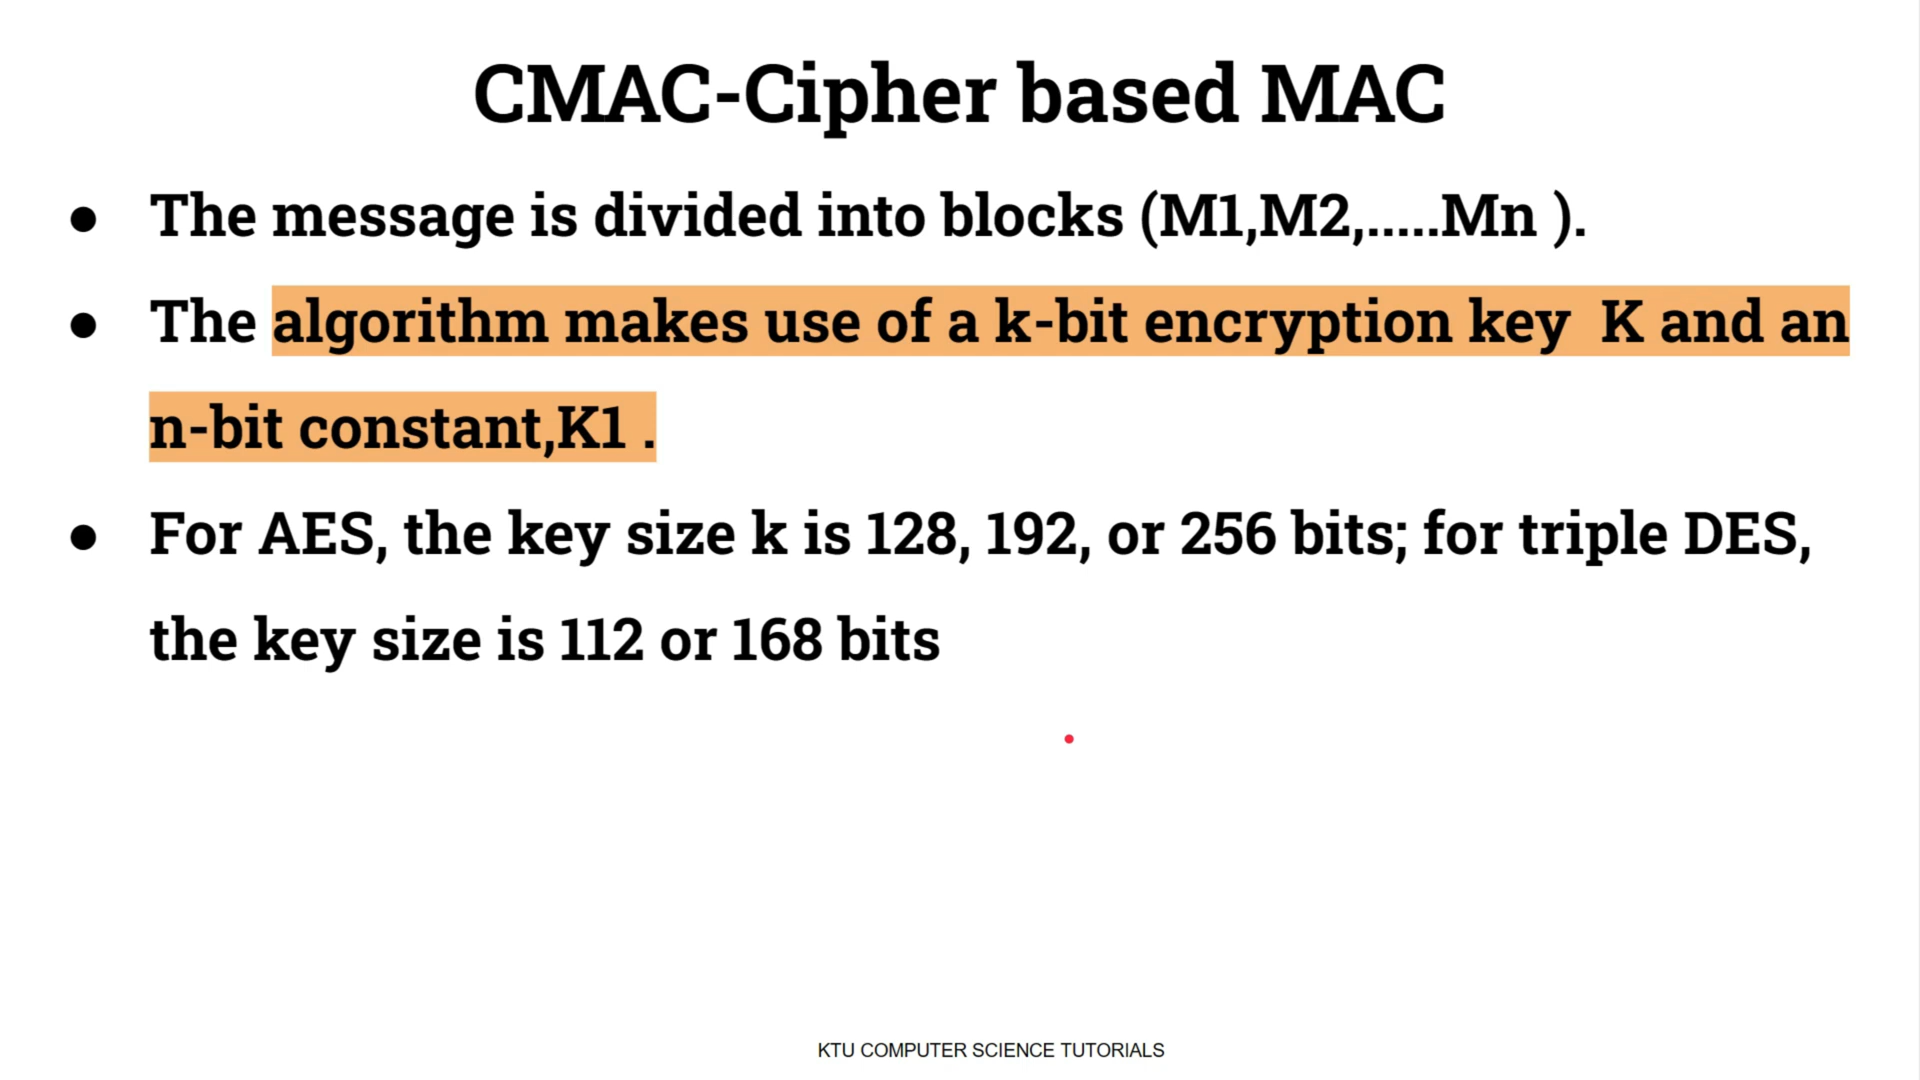 CMAC-Cipher based MAC
● The message is divided into blocks (M1,M2,.....Mn ).
● The algorithm makes use of a k-bit encryption key  K and an
n-bit constant,K1 .
● For AES, the key size k is 128, 192, or 256 bits; for triple DES,
the key size is 112 or 168 bits
KTU COMPUTER SCIENCE TUTORIALS